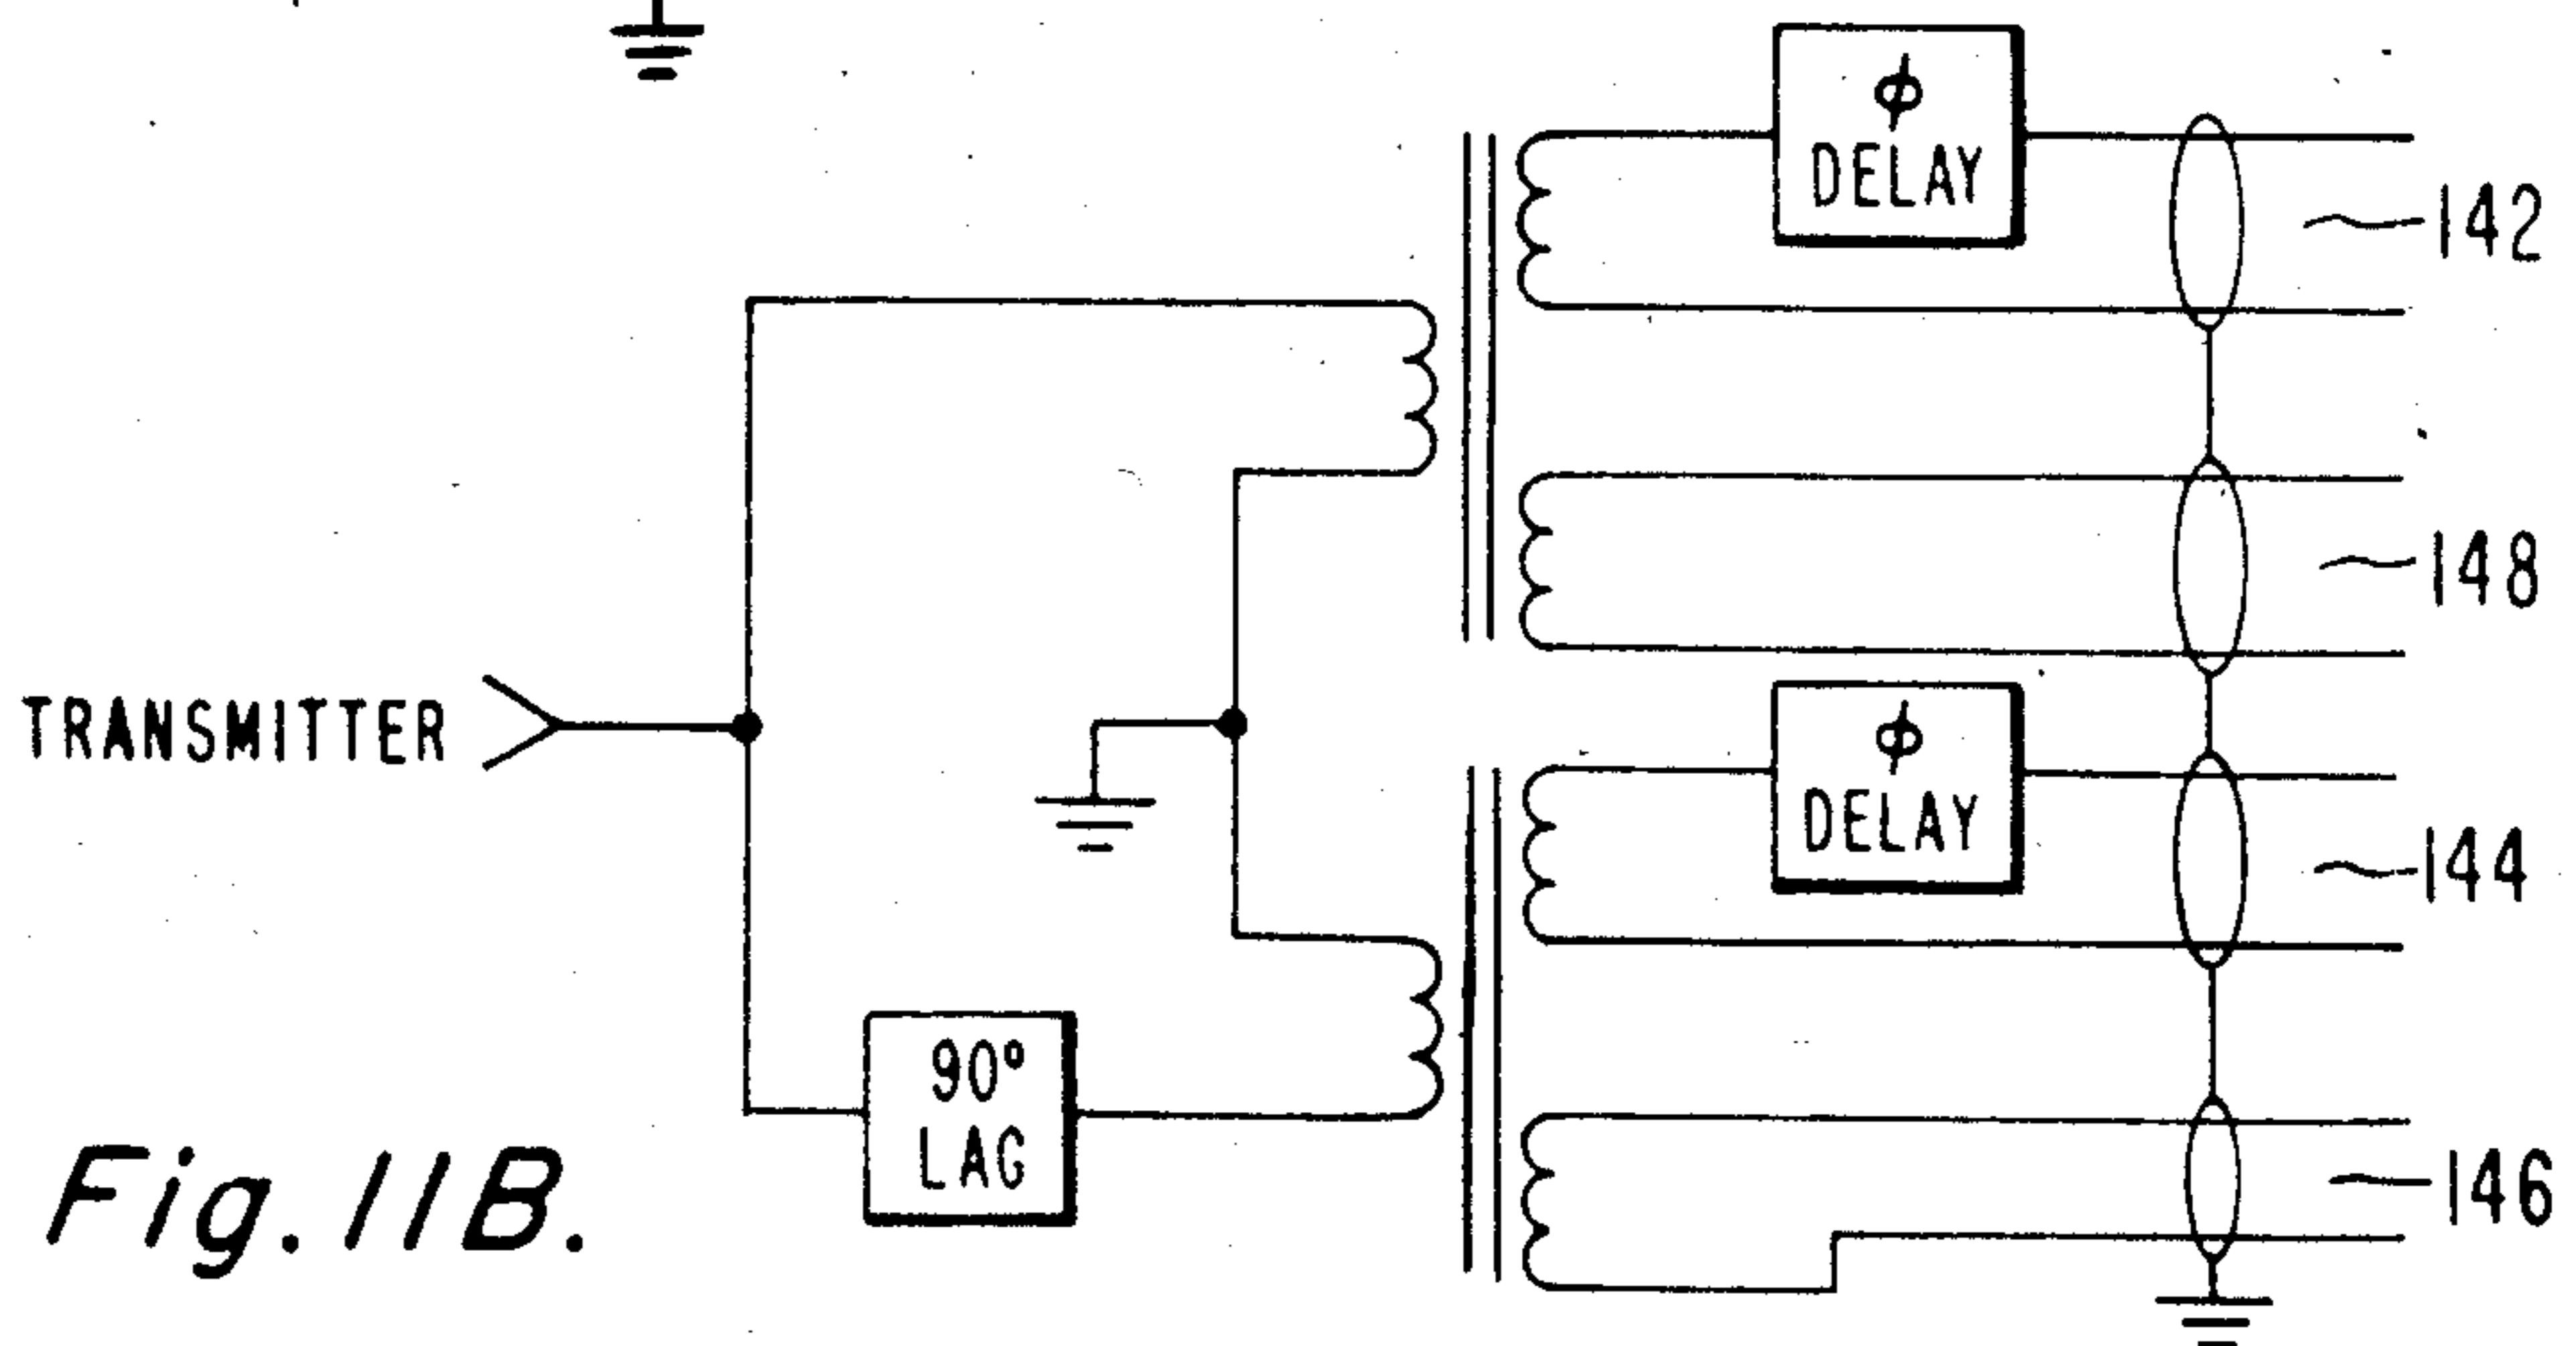 ϕ
DELAY
142
148
TRANSMITTER
ϕ
DELAY
144
90°
LAG
146
Fig. 11B.